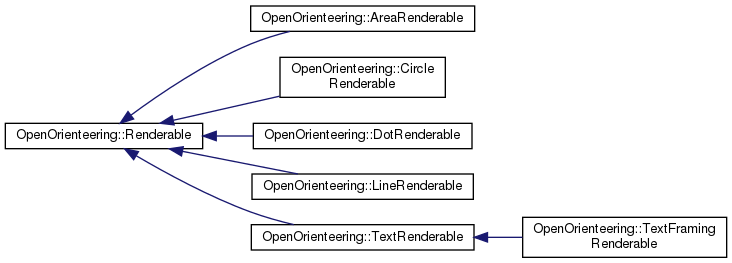 OpenOrienteering::AreaRenderable
OpenOrienteering::Circle
Renderable
OpenOrienteering::Renderable
OpenOrienteering::DotRenderable
OpenOrienteering::LineRenderable
OpenOrienteering::TextRenderable
OpenOrienteering::TextFraming
Renderable